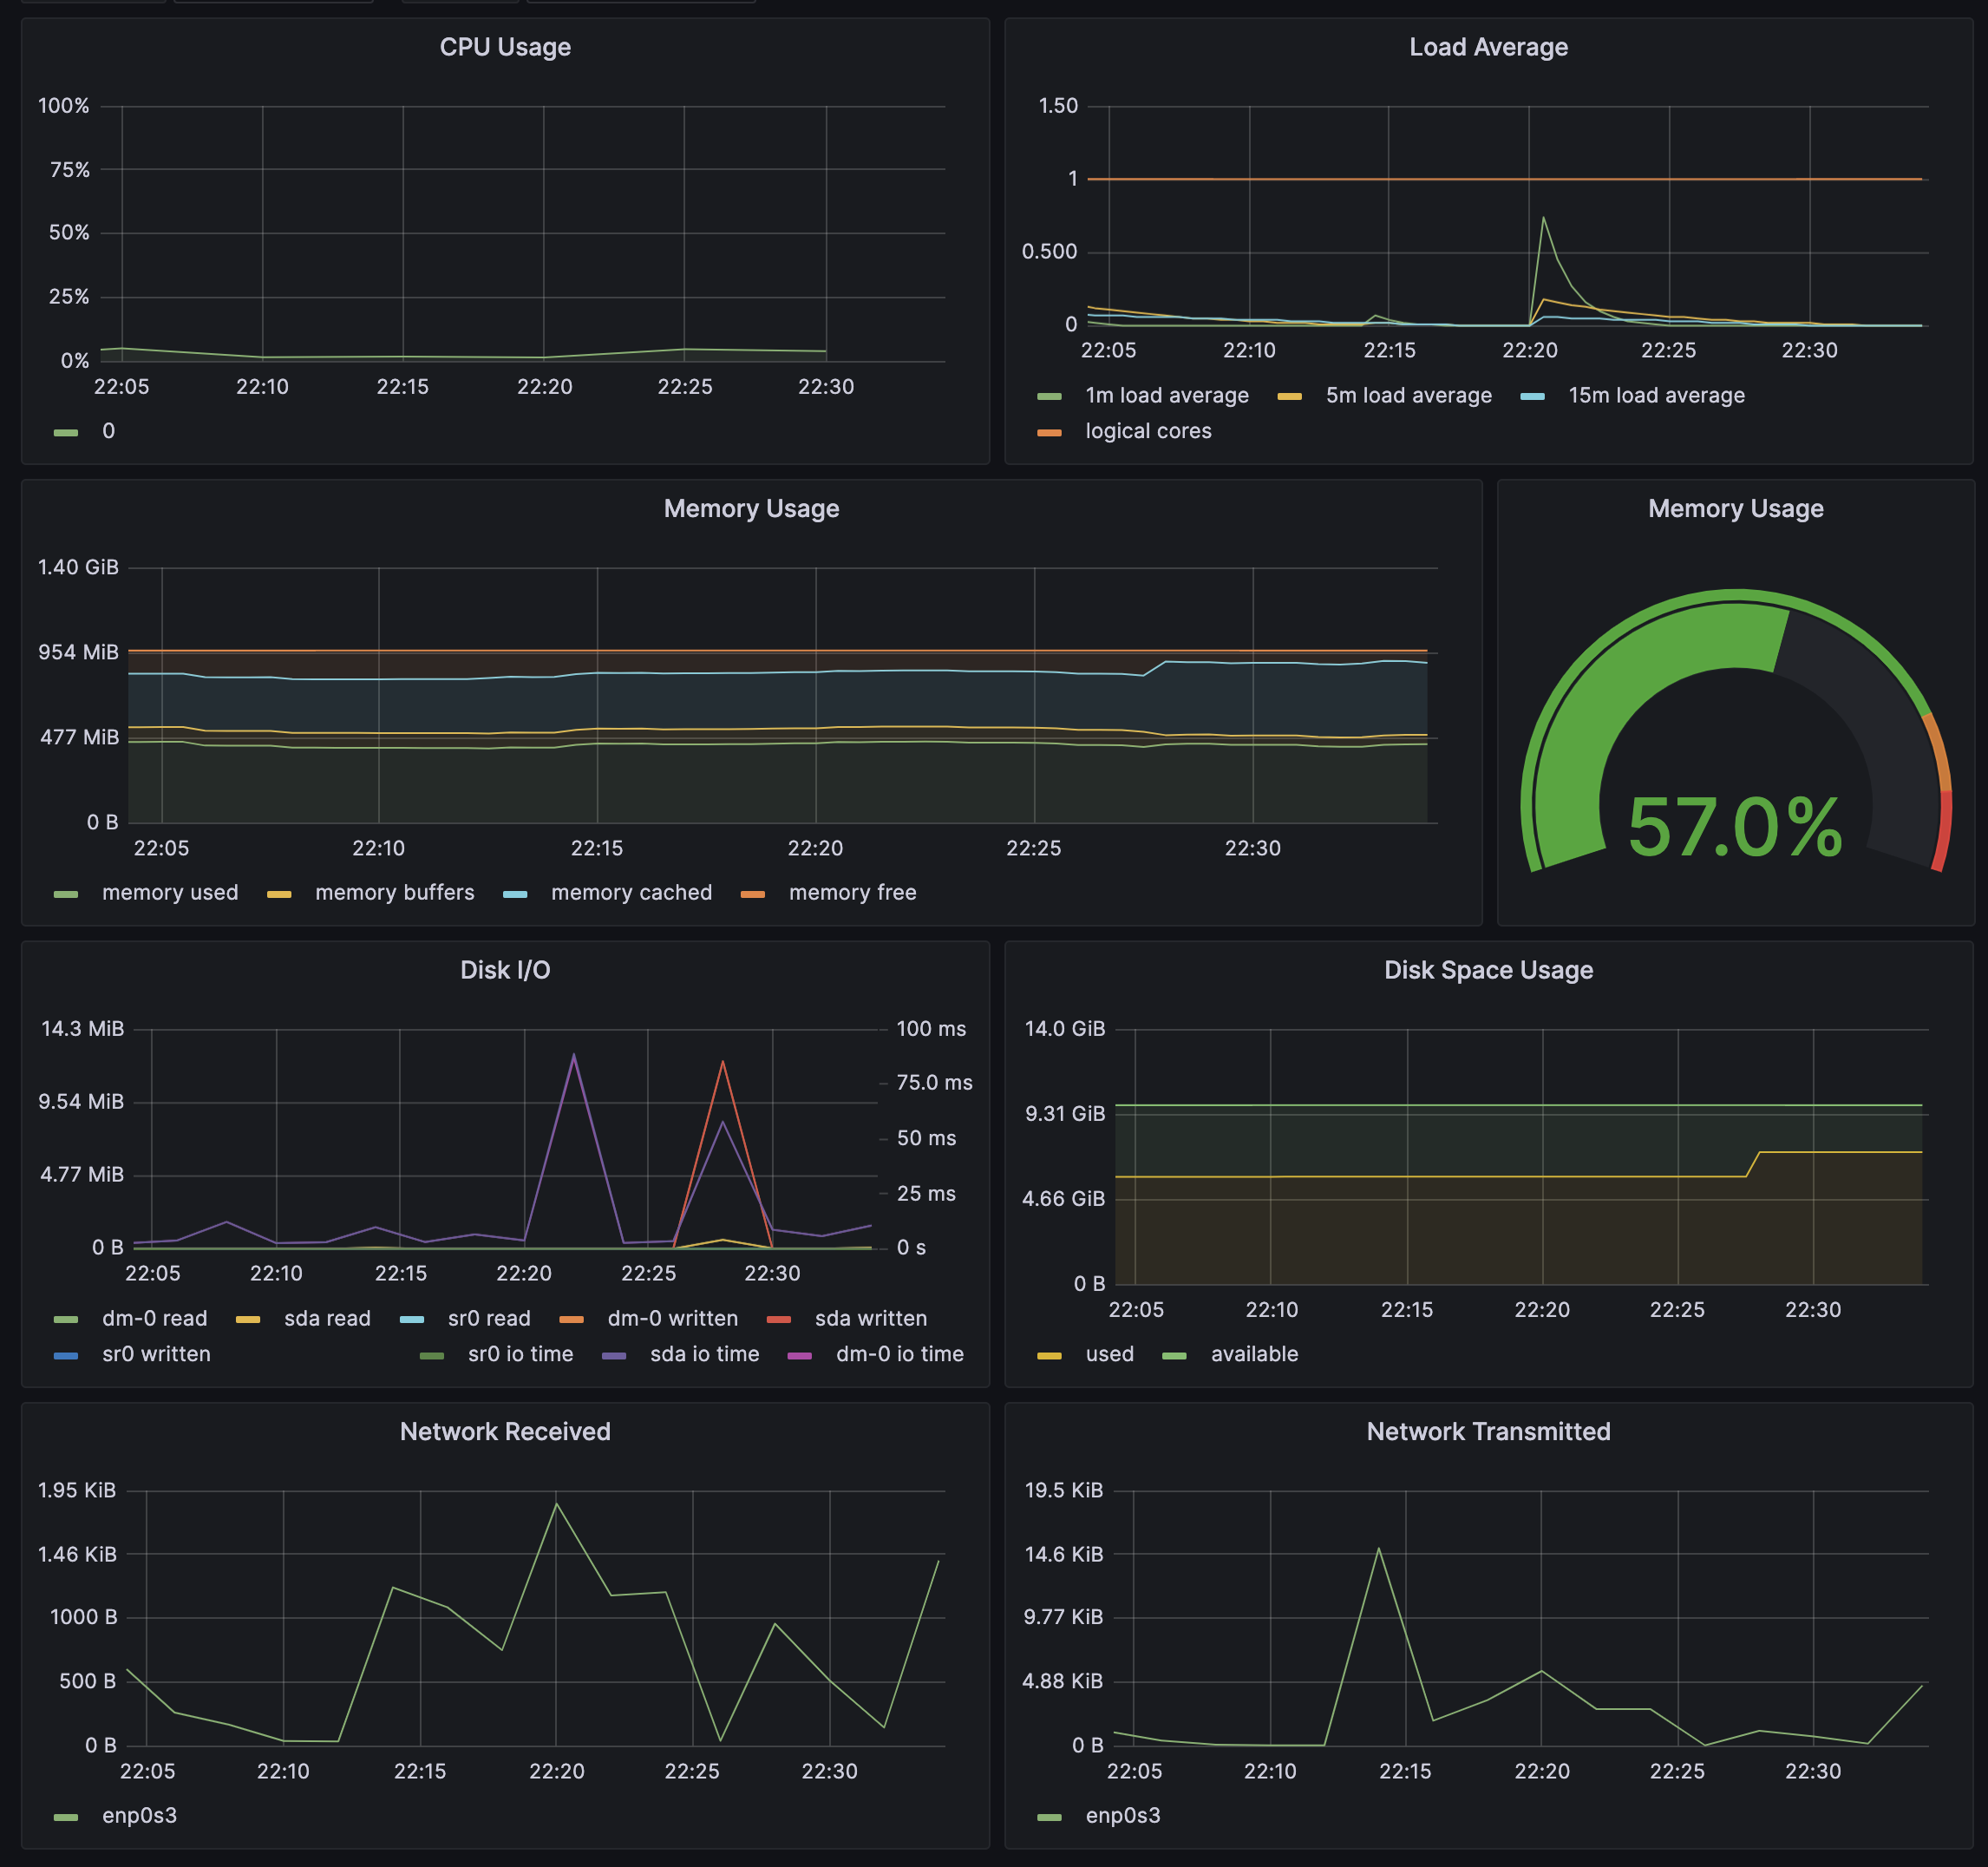 CPU Usage
100%
75%
50%
25%
0%
22:05 22:10 22:15 22:20 22:25 22:30
0
Load Average
1.50
1
0.500
0
22:05 22:10 22:15 22:20 22:25 22:30
1m load average 5m load average 15m load average
logical cores
Memory Usage
1.40 GiB
954 MiB
477 MiB
0 B
22:05 22:10 22:15 22:20 22:25 22:30
memory used memory buffers memory cached memory free
Memory Usage
57.0%
Disk I/O
14.3 MiB
9.54 MiB
4.77 MiB
0 B
100 ms
75.0 ms
50 ms
25 ms
0 s
22:05 22:10 22:15 22:20 22:25 22:30
dm-0 read sda read sr0 read dm-0 written sda written
sr0 written sr0 io time sda io time dm-0 io time
Disk Space Usage
14.0 GiB
9.31 GiB
4.66 GiB
0 B
22:05 22:10 22:15 22:20 22:25 22:30
used available
Network Received
1.95 KiB
1.46 KiB
1000 B
500 B
0 B
22:05 22:10 22:15 22:20 22:25 22:30
enp0s3
Network Transmitted
19.5 KiB
14.6 KiB
9.77 KiB
4.88 KiB
0 B
22:05 22:10 22:15 22:20 22:25 22:30
enp0s3